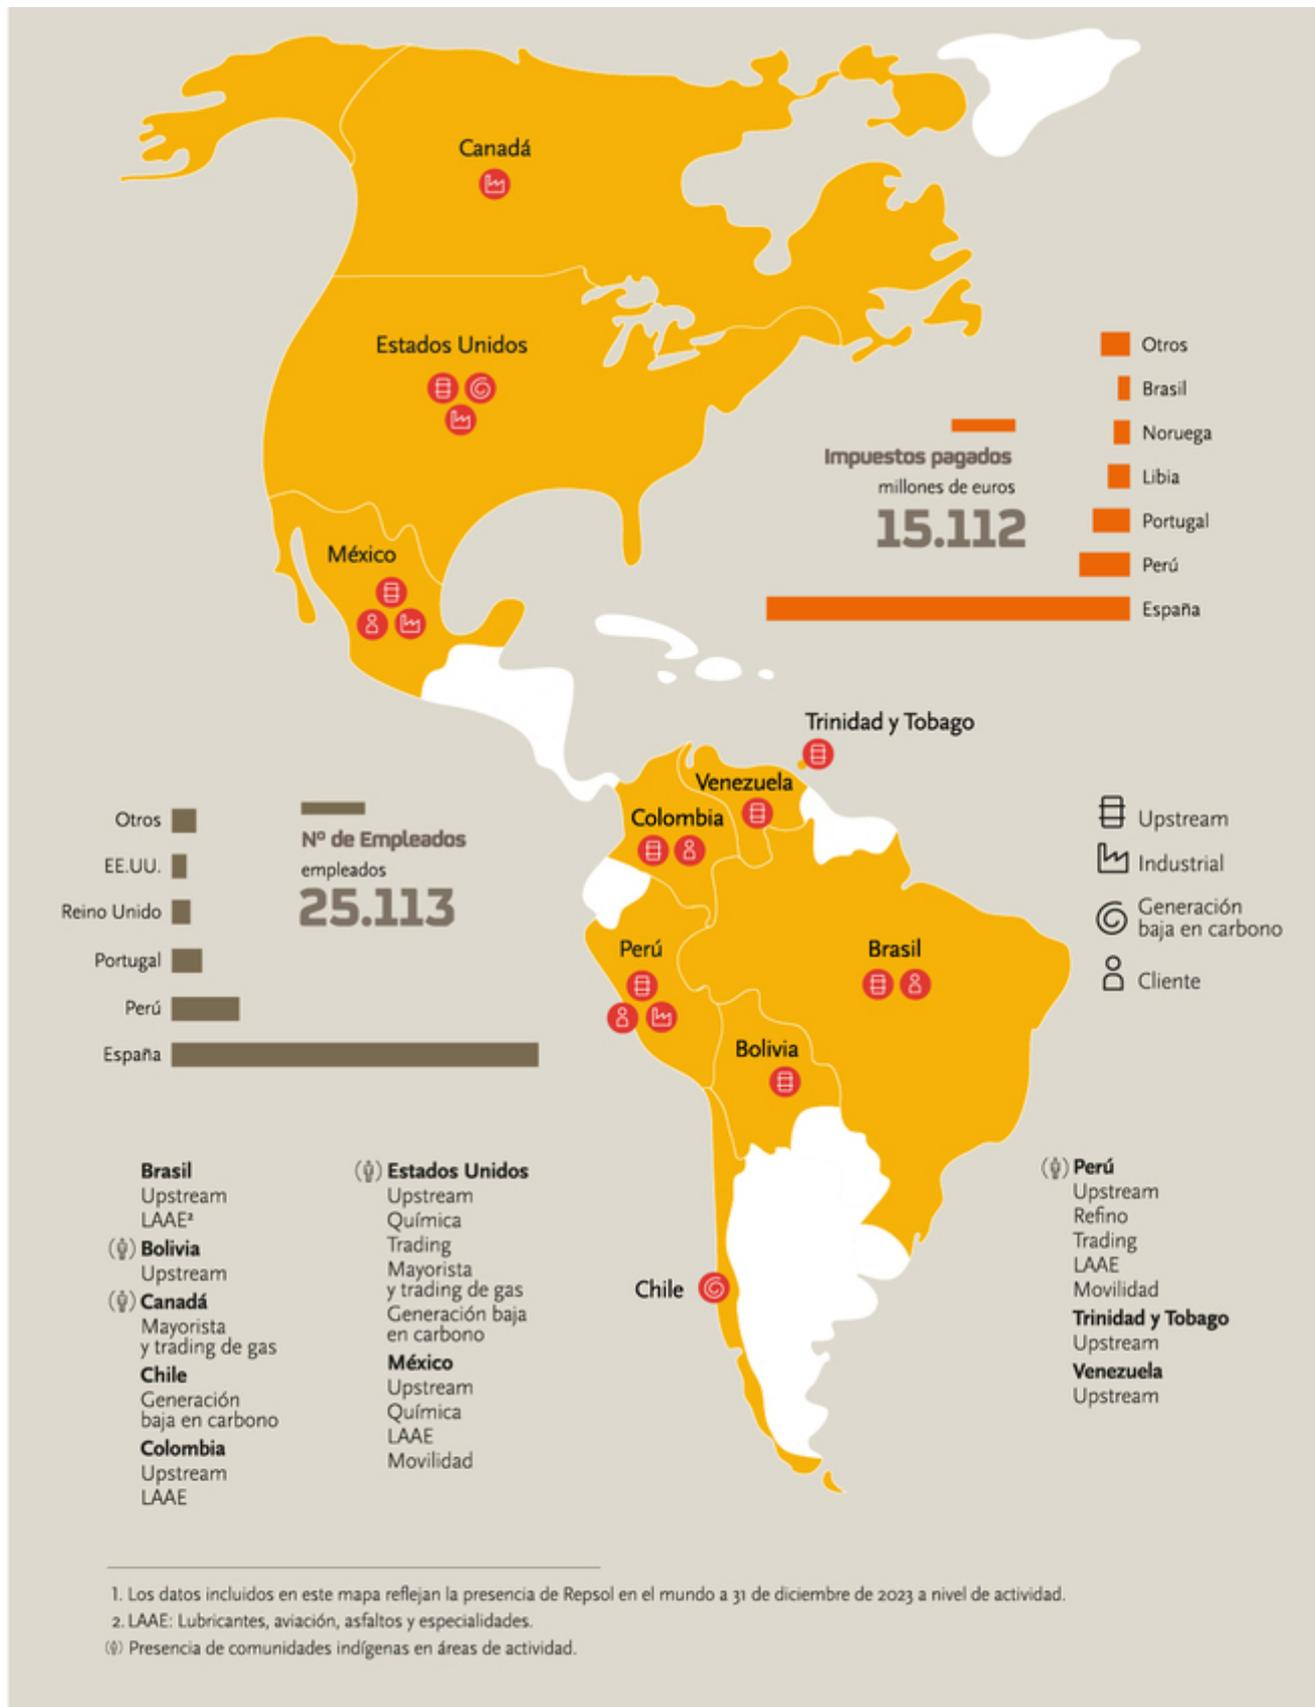 Canadá
Estados Unidos
México
Otros
Brasil
Noruega
Libia
Portugal
Perú
España
Impuestos pagados
millones de euros
15.112
Trinidad y Tobago
Venezuela
Colombia
Perú
Brasil
Bolivia
Chile
Upstream
Industrial
Generación
baja en carbono
Cliente
Otros
EE.UU.
Reino Unido
Portugal
Perú
España
Nº de Empleados
empleados
25.113
Brasil
Upstream
LAAE²
Bolivia
Upstream
Canadá
Mayorista
y trading de gas
Chile
Generación
baja en carbono
Colombia
Upstream
LAAE
Estados Unidos
Upstream
Química
Trading
Mayorista
y trading de gas
Generación baja
en carbono
México
Upstream
Química
LAAE
Movilidad
Perú
Upstream
Refino
Trading
LAAE
Movilidad
Trinidad y Tobago
Upstream
Venezuela
Upstream
1. Los datos incluidos en este mapa reflejan la presencia de Repsol en el mundo a 31 de diciembre de 2023 a nivel de actividad.
2. LAAE: Lubricantes, aviación, asfaltos y especialidades.
Presencia de comunidades indígenas en áreas de actividad.